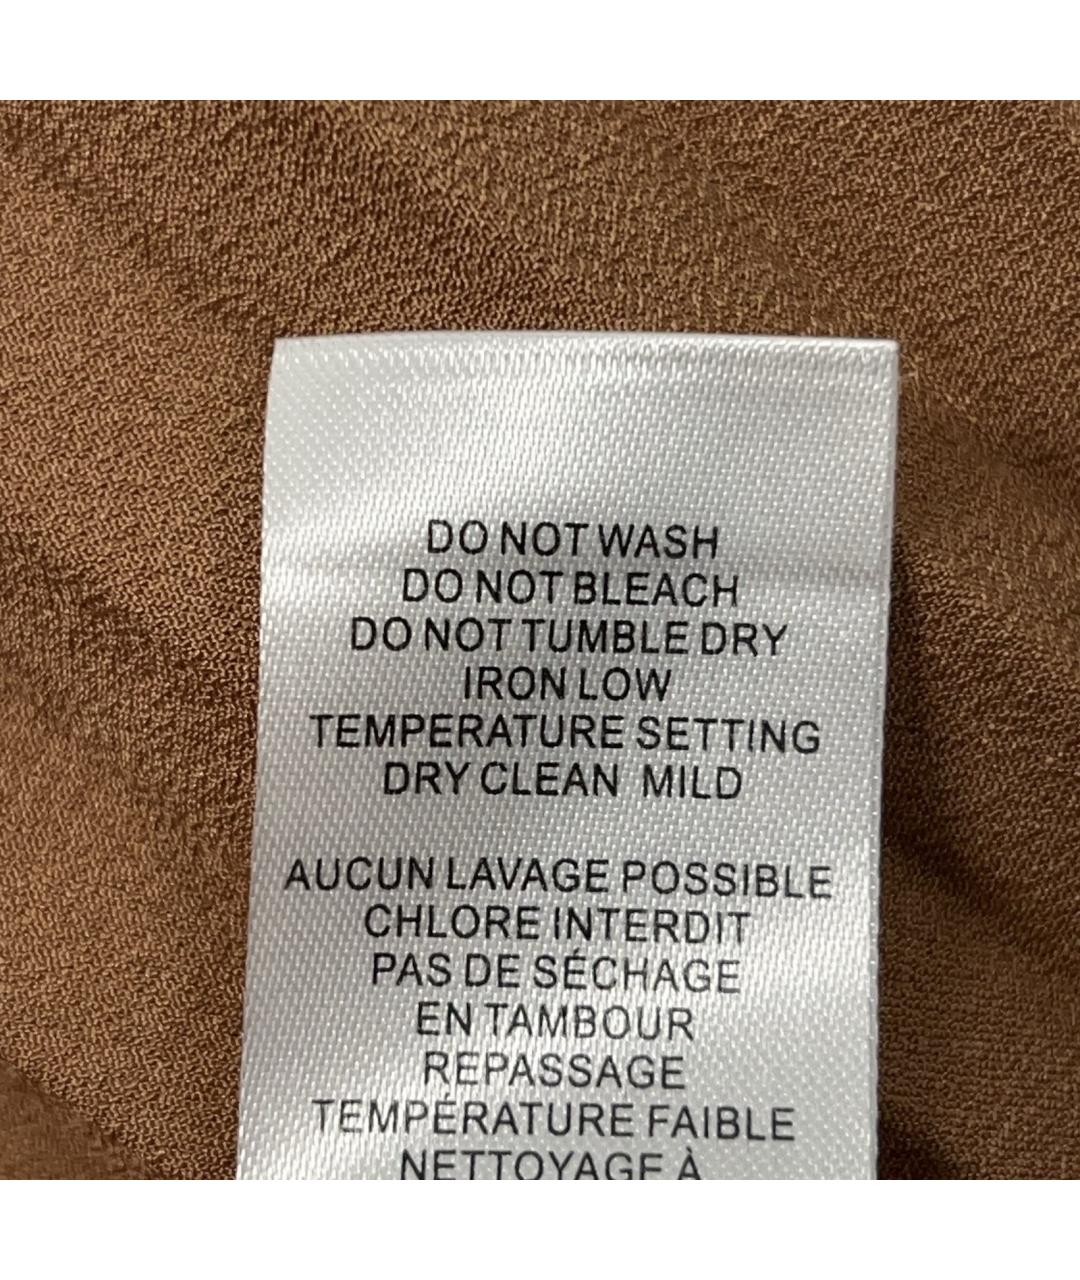 DO NOT WASH
DO NOT BLEACH
DO NOT TUMBLE DRY
IRON LOW
TEMPERATURE SETTING
DRY CLEAN MILD
AUCUN LAVAGE POSSIBLE
CHLORE INTERDIT
PAS DE SÉCHAGE
EN TAMBOUR
REPASSAGE
TEMPÉRATURE FAIBLE
NETTOYAGE À